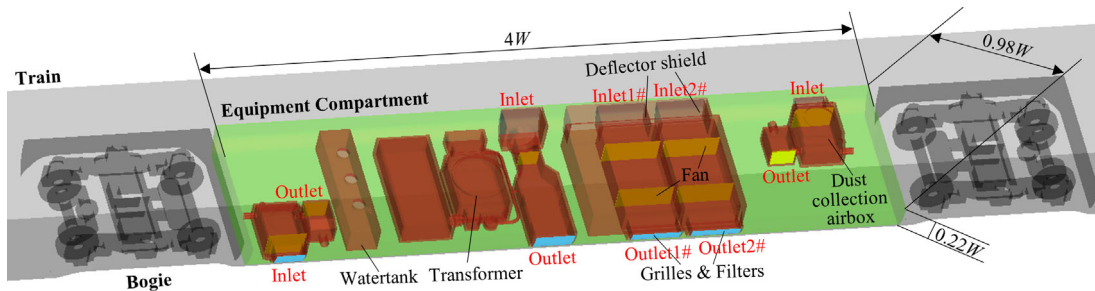 4W
0.98W
Train
Deflector shield
Equipment Compartment
Inlet
Inlet1#
Inlet2#
Inlet
Outlet
Fan
Outlet
Dust
collection
airbox
0.22W
Bogie
Inlet
Watertank
Transformer
Outlet
Outlet1#
Outlet2#
Grilles & Filters